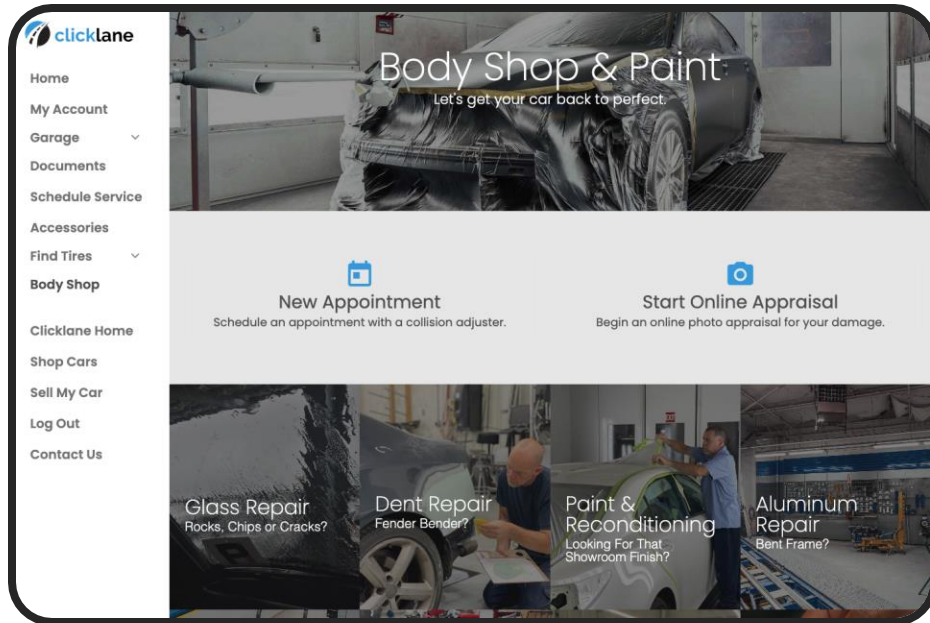 clicklane
Home
My Account
Garage
Documents
Schedule Service
Accessories
Find Tires
Body Shop
Clicklane Home
Shop Cars
Sell My Car
Log Out
Contact Us
Body Shop & Paint
Let's get your car back to perfect.
New Appointment
Schedule an appointment with a collision adjuster.
Start Online Appraisal
Begin an online photo appraisal for your damage.
Glass Repair
Rocks, Chips or Cracks?
Dent Repair
Fender Bender?
Paint &
Reconditioning
Looking For That
Showroom Finish?
Aluminum
Repair
Bent Frame?